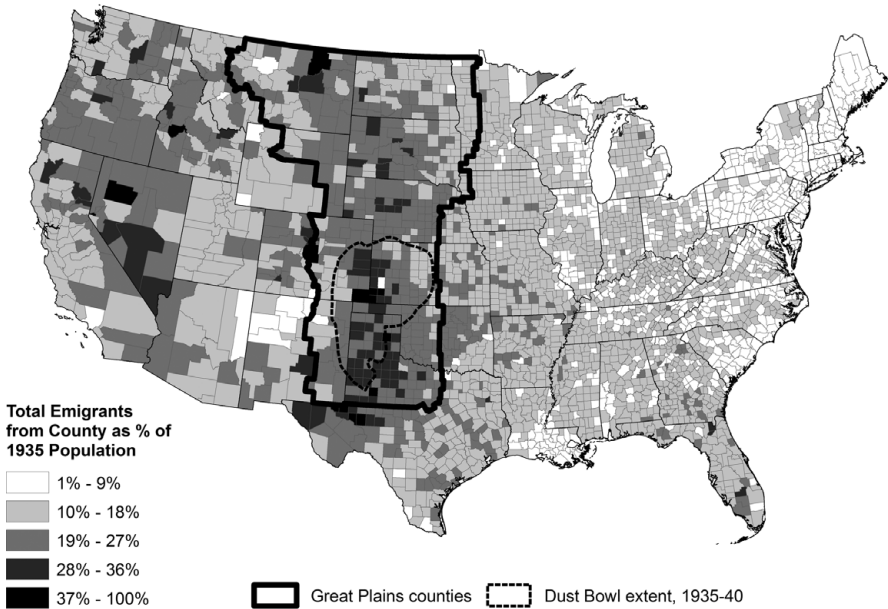 Total Emigrants
from County as % of
1935 Population
1% - 9%
10% - 18%
19% - 27%
28% - 36%
37% - 100%
Great Plains counties
Dust Bowl extent, 1935-40